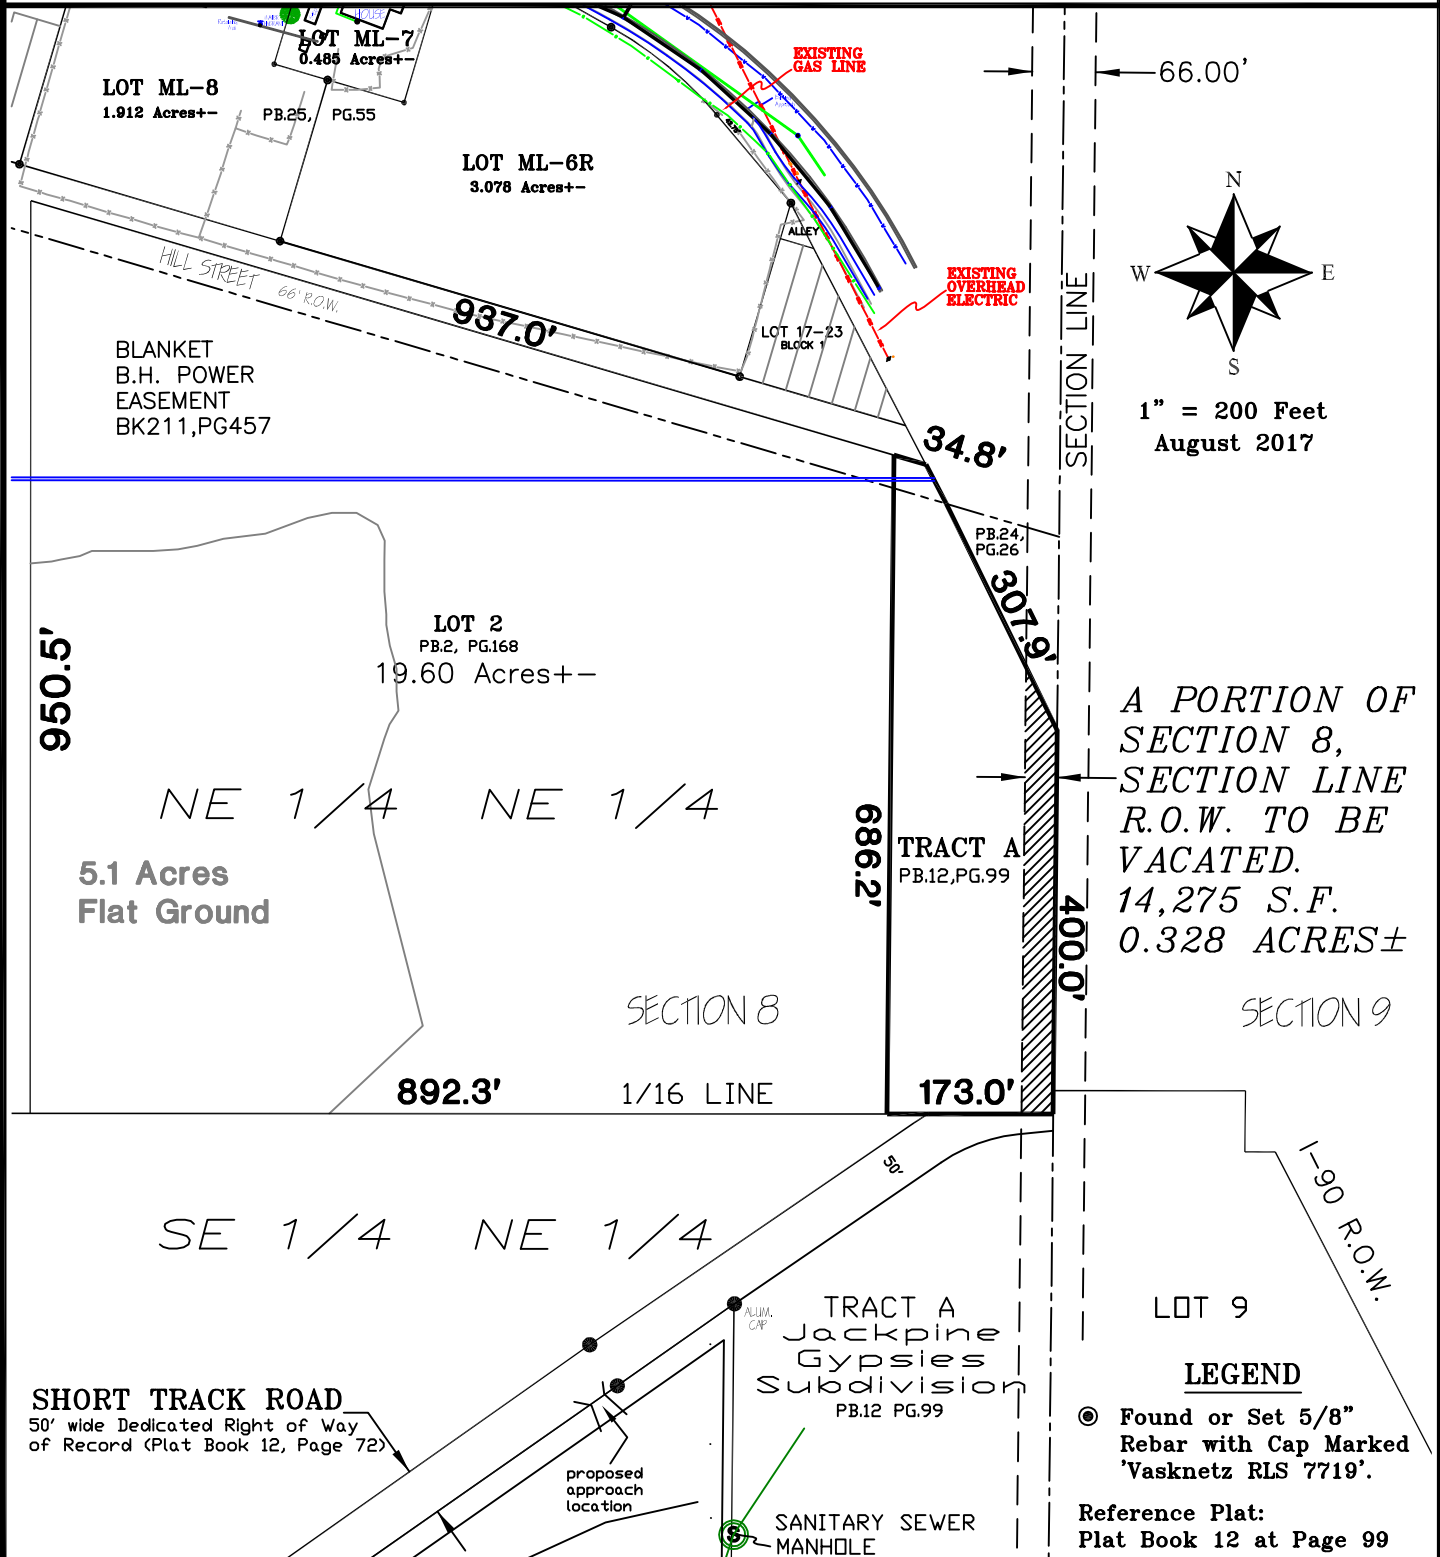 HOUSE
LOT ML-7
0.485 Acres+-
LOT ML-8
1.912 Acres+-
PB.25, PG.55
LOT ML-6R
3.078 Acres+-
EXISTING
GAS LINE
66.00'
N
W E
S
1" = 200 Feet
August 2017
ALLEY
EXISTING
OVERHEAD
ELECTRIC
SECTION LINE
HILL STREET 66' R.O.W.
937.0'
LOT 17-23
BLOCK 1
BLANKET
B.H. POWER
EASEMENT
BK211,PG457
34.8'
PB.24,
PG.26
307.9'
950.5'
LOT 2
PB.2, PG.168
19.60 Acres+-
A PORTION OF
SECTION 8,
SECTION LINE
R.O.W. TO BE
VACATED.
14,275 S.F.
0.328 ACRES±
NE 1/4 NE 1/4
686.2'
TRACT A
PB.12,PG.99
5.1 Acres
Flat Ground
400.0'
SECTION 8
SECTION 9
892.3'
1/16 LINE
173.0'
50'
I-90 R.O.W.
SE 1/4 NE 1/4
ALUM.
CAP
TRACT A
Jackpine
Gypsies
Subdivision
PB.12 PG.99
LOT 9
SHORT TRACK ROAD
50' wide Dedicated Right of Way
of Record (Plat Book 12, Page 72)
proposed
approach
location
S
SANITARY SEWER
MANHOLE
LEGEND
Found or Set 5/8"
Rebar with Cap Marked
'Vasknetz RLS 7719'.
Reference Plat:
Plat Book 12 at Page 99